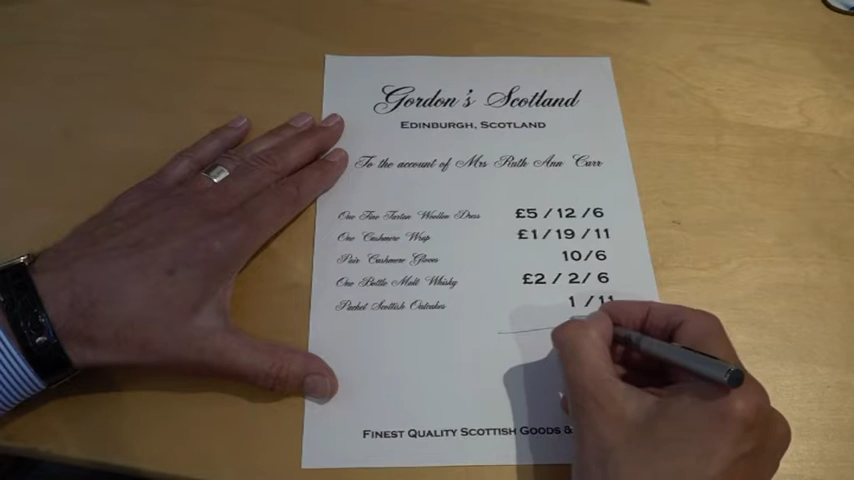 Gordon's Scotland
Edinburgh, Scotland
To the account of Mrs Ruth Ann Carr
One Fine Tartan Woollen Dress £5/12/6
One Cashmere Wrap £1/19/11
Pair Cashmere Gloves 10/6
One Bottle Malt Whisky £2/2/6
Packet Scottish Oatcakes 1/11
Finest Quality Scottish Goods &